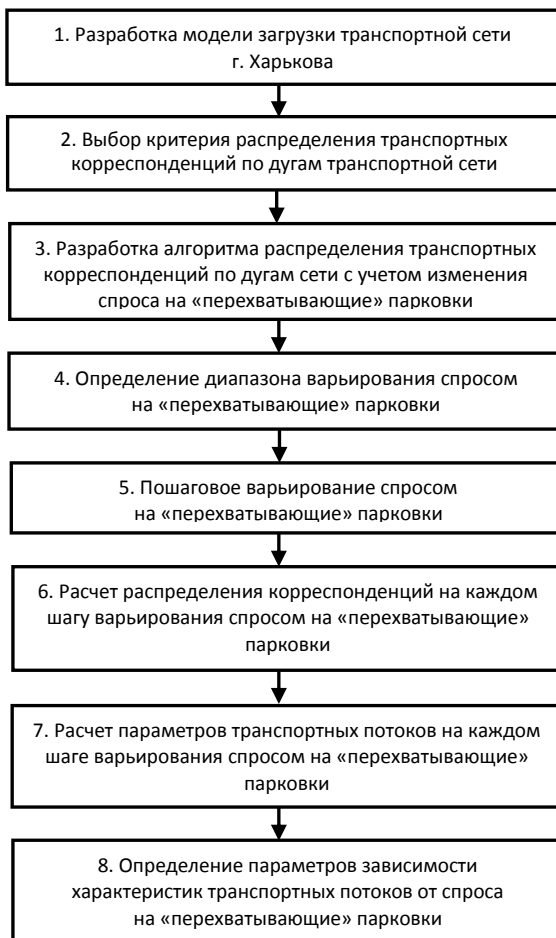 1. Разработка модели загрузки транспортной сети
г. Харькова
2. Выбор критерия распределения транспортных
корреспонденций по дугам транспортной сети
3. Разработка алгоритма распределения транспортных
корреспонденций по дугам сети с учетом изменения
спроса на «перехватывающие» парковки
4. Определение диапазона варьирования спросом
на «перехватывающие» парковки
5. Пошаговое варьирование спросом
на «перехватывающие» парковки
6. Расчет распределения корреспонденций на каждом
шагу варьирования спросом на «перехватывающие»
парковки
7. Расчет параметров транспортных потоков на каждом
шаге варьирования спросом на «перехватывающие»
парковки
8. Определение параметров зависимости
характеристик транспортных потоков от спроса
на «перехватывающие» парковки